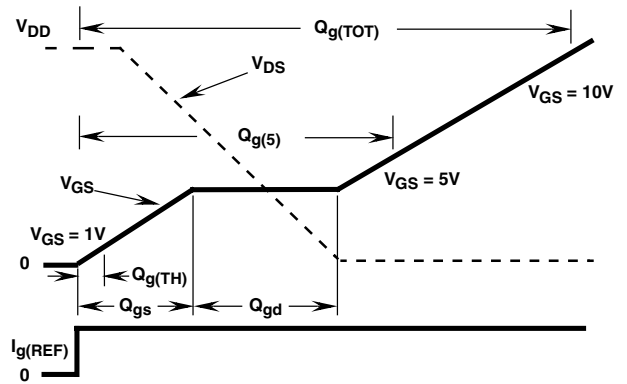 V_DD
Q_g(TOT)
V_DS
V_GS = 10V
Q_g(5)
V_GS
V_GS = 5V
V_GS = 1V
0
Q_g(TH)
Q_gs
Q_gd
I_g(REF)
0